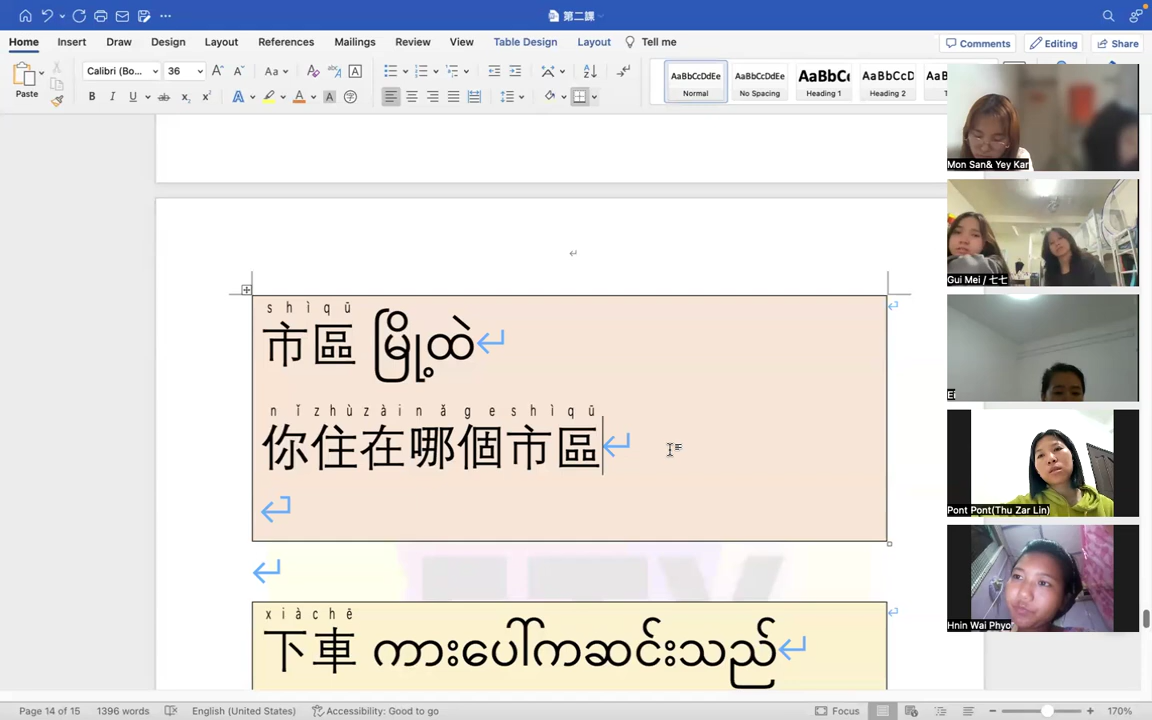 第二課
Home Insert Draw Design Layout References Mailings Review View Table Design Layout Tell me
Comments Editing Share
Paste
Calibri (Bo... 36
AaBbCcDdEe AaBbCcDdEe AaBbCc AaBbCcD
Normal No Spacing Heading 1 Heading 2
shìqū
市區 မြို့ထဲ
nǐzhùzàinǎgeshìqū
你住在哪個市區
xiàchē
下車 ကားပေါ်ကဆင်းသည်
Mon San& Yey Kar
Gui Mei / 七七
Ei
Pont Pont(Thu Zar Lin)
Hnin Wai Phyo
Page 14 of 15 1396 words English (United States) Accessibility: Good to go Focus 170%